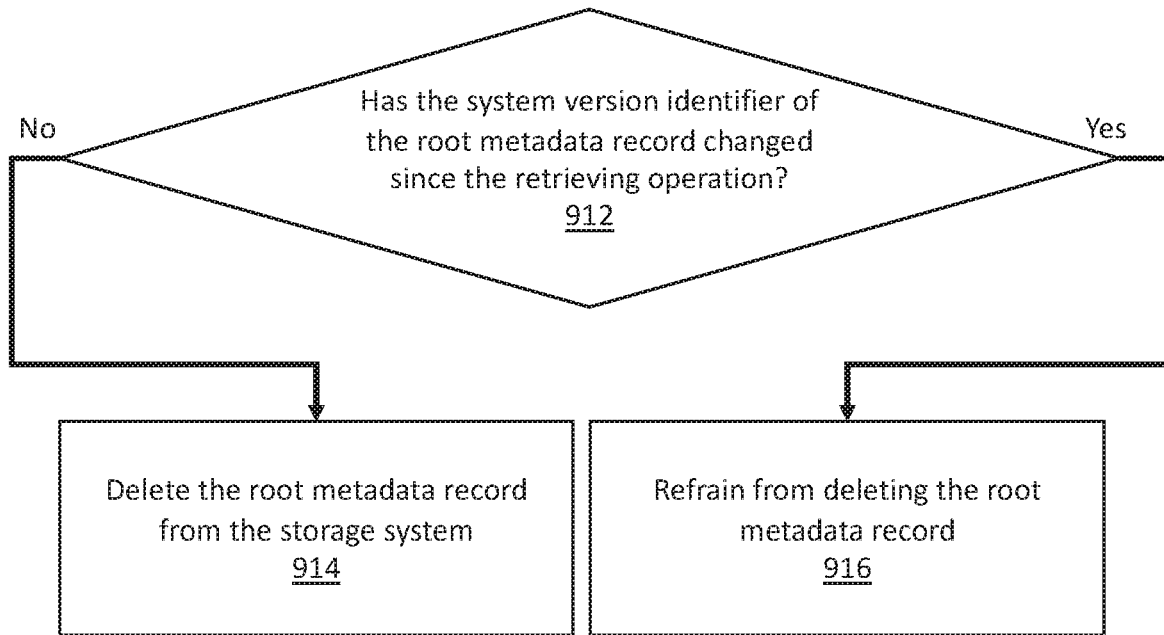 Has the system version identifier of
No
the root metadata record changed
Yes
since the retrieving operation?
912
Delete the root metadata record
from the storage system
914
Refrain from deleting the root
metadata record
916